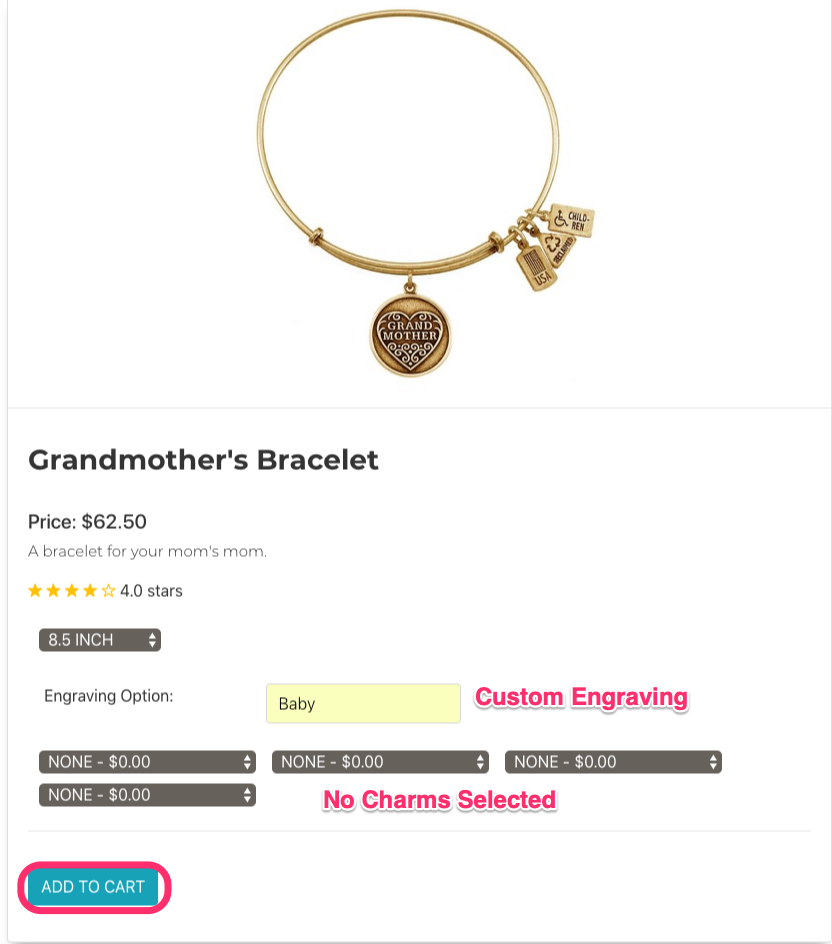 CHILD-
REN
RECLAIMED
USA
GRAND
MOTHER
Grandmother's Bracelet
Price: $62.50
A bracelet for your mom's mom.
4.0 stars
8.5 INCH
Engraving Option:
Baby
Custom Engraving
NONE - $0.00 NONE - $0.00 NONE - $0.00
NONE - $0.00
No Charms Selected
ADD TO CART